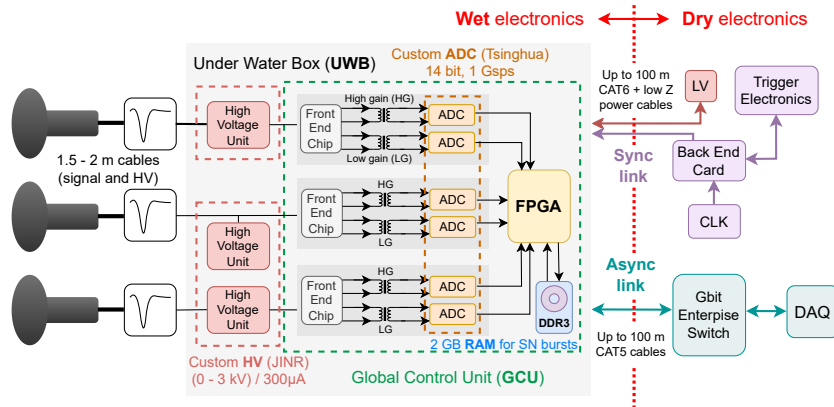 Wet electronics
Dry electronics
Under Water Box (UWB)
Custom ADC (Tsinghua)
14 bit, 1 Gsps
Up to 100 m
CAT6 + low Z
power cables
LV
Trigger
Electronics
High
Voltage
Unit
Front
End
Chip
High gain (HG)
Low gain (LG)
ADC
ADC
1.5 - 2 m cables
(signal and HV)
Sync
link
Back End
Card
CLK
High
Voltage
Unit
Front
End
Chip
HG
LG
ADC
ADC
FPGA
High
Voltage
Unit
Front
End
Chip
HG
LG
ADC
ADC
DDR3
2 GB RAM for SN bursts
Async
link
Up to 100 m
CAT5 cables
Gbit
Enterpise
Switch
DAQ
Custom HV (JINR)
(0 - 3 kV) / 300μA
Global Control Unit (GCU)